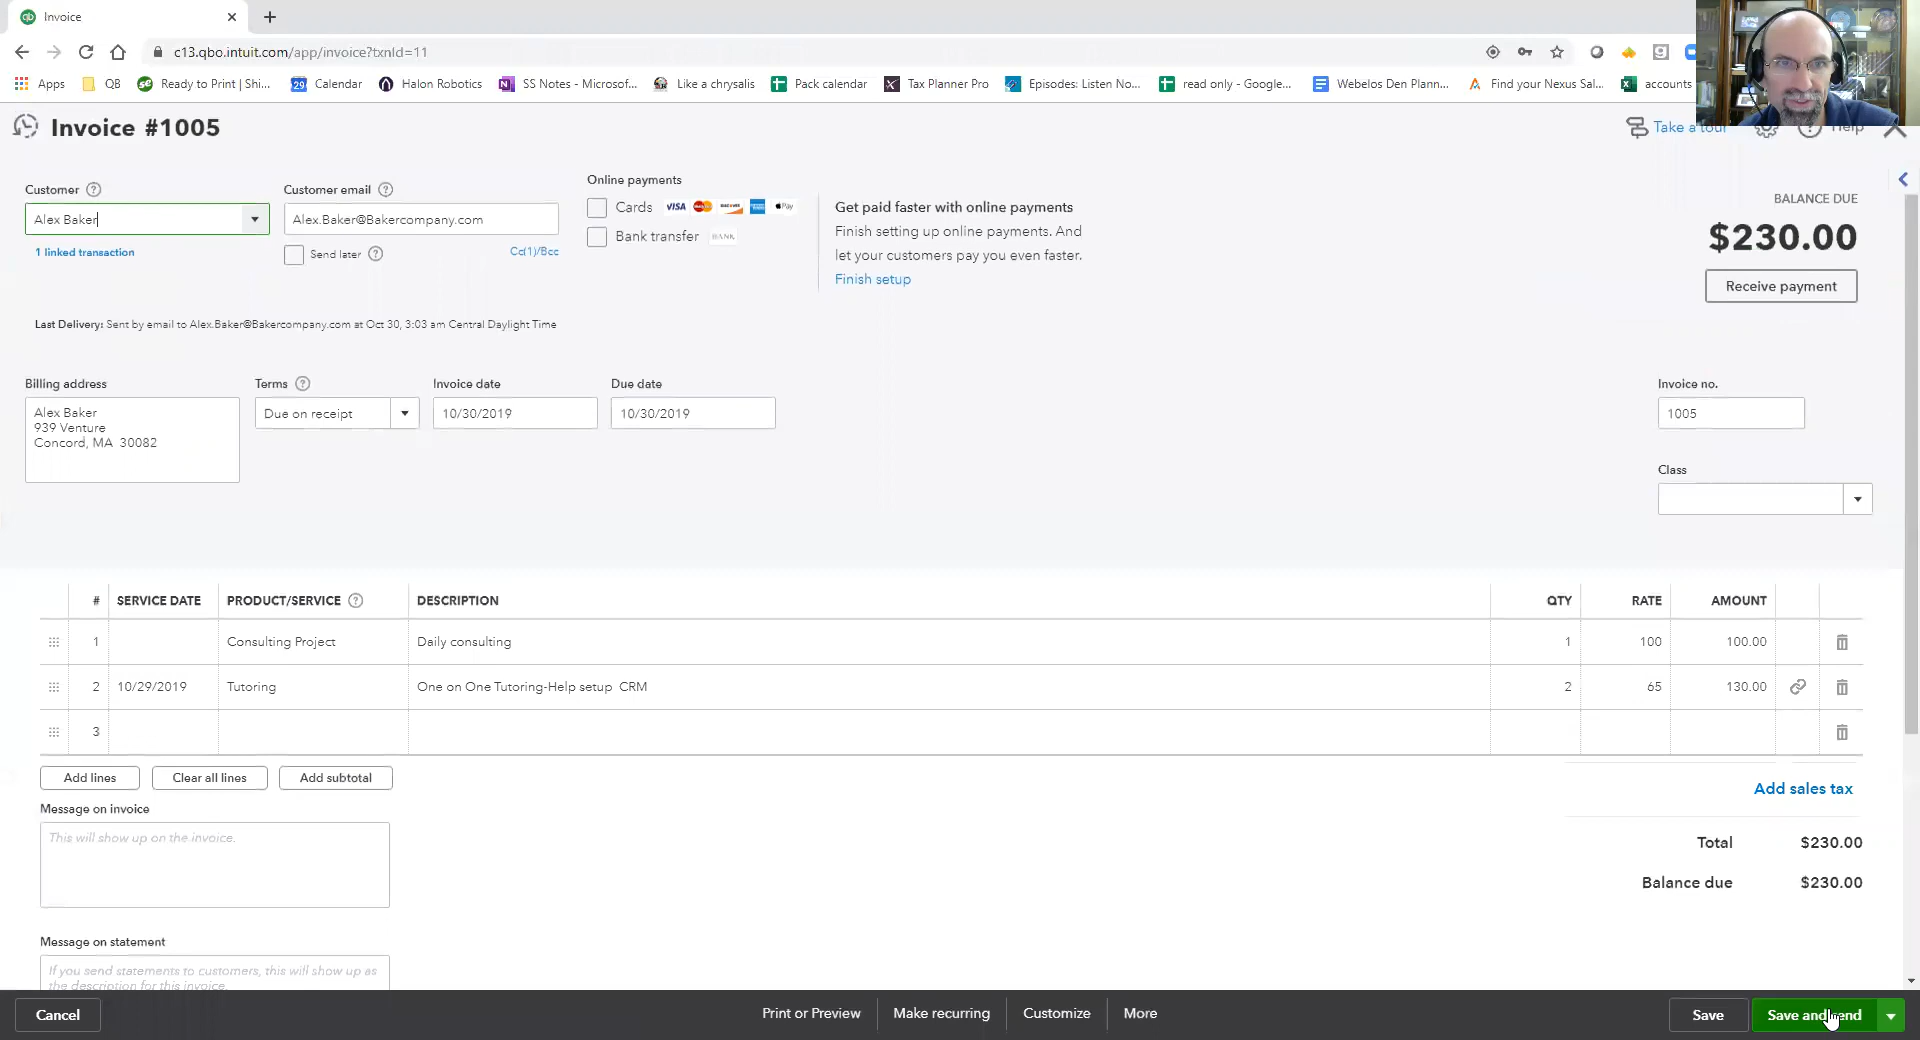 Invoice
c13.qbo.intuit.com/app/invoice?txnId=11
Apps QB Ready to Print | Shi... Calendar Halon Robotics SS Notes - Microsof... Like a chrysalis Pack calendar Tax Planner Pro Episodes: Listen No... read only - Google... Webelos Den Plann... Find your Nexus Sal... accounts
Invoice #1005
Take a tour Help
Customer
Alex Baker
1 linked transaction
Customer email
Alex.Baker@Bakercompany.com
Send later
Cc(1)/Bcc
Online payments
Cards VISA Pay
Bank transfer BANK
Get paid faster with online payments
Finish setting up online payments. And
let your customers pay you even faster.
Finish setup
BALANCE DUE
$230.00
Receive payment
Last Delivery: Sent by email to Alex.Baker@Bakercompany.com at Oct 30, 3:03 am Central Daylight Time
Billing address
Alex Baker
939 Venture
Concord, MA 30082
Terms
Due on receipt
Invoice date
10/30/2019
Due date
10/30/2019
Invoice no.
1005
Class
# SERVICE DATE PRODUCT/SERVICE DESCRIPTION QTY RATE AMOUNT
1 Consulting Project Daily consulting 1 100 100.00
2 10/29/2019 Tutoring One on One Tutoring-Help setup CRM 2 65 130.00
3
Add lines Clear all lines Add subtotal
Add sales tax
Message on invoice
This will show up on the invoice.
Total $230.00
Balance due $230.00
Message on statement
If you send statements to customers, this will show up as
the description for this invoice.
Cancel Print or Preview Make recurring Customize More Save Save and send